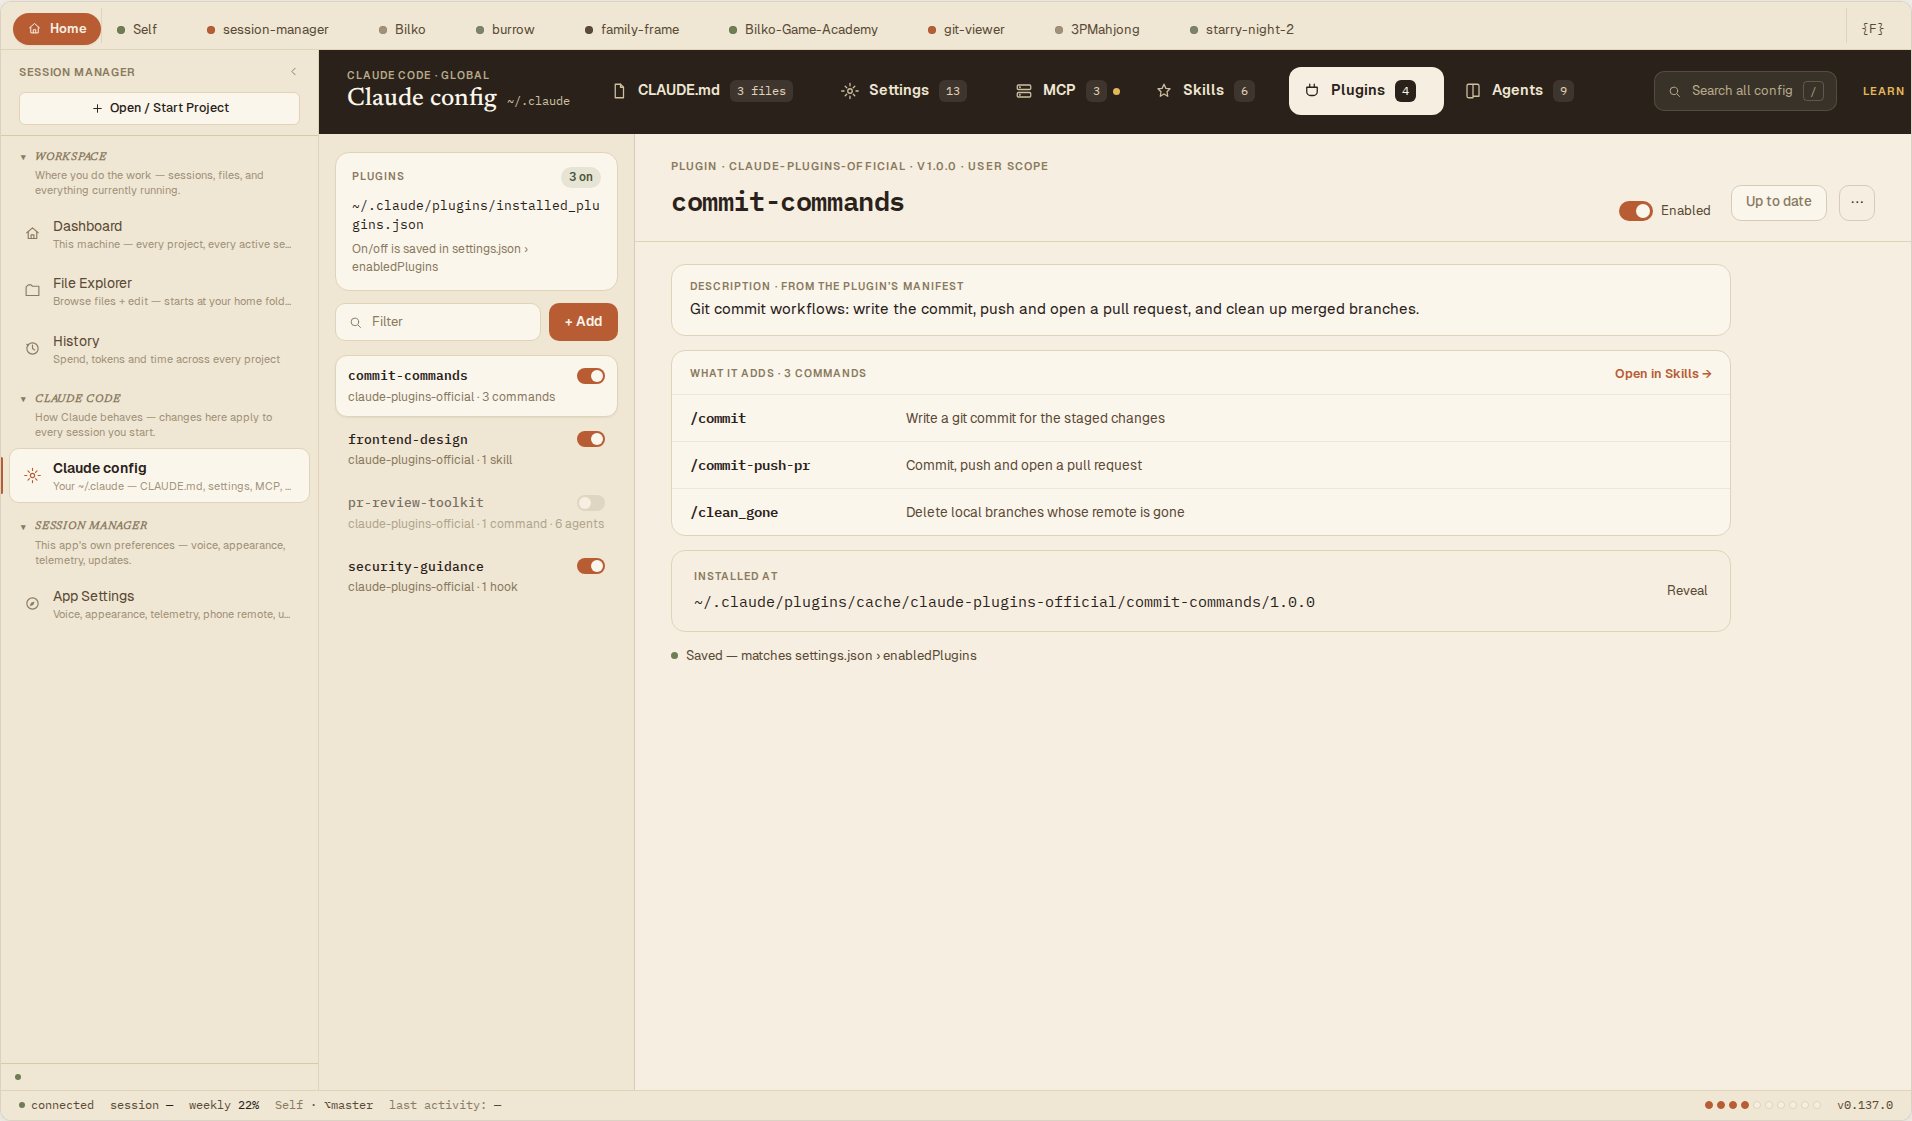 Home
Self
session-manager
Bilko
burrow
family-frame
Bilko-Game-Academy
git-viewer
3PMahjong
starry-night-2
{F}
SESSION MANAGER
+ Open / Start Project
WORKSPACE
Where you do the work — sessions, files, and
everything currently running.
Dashboard
This machine — every project, every active se...
File Explorer
Browse files + edit — starts at your home fold...
History
Spend, tokens and time across every project
CLAUDE CODE
How Claude behaves — changes here apply to
every session you start.
Claude config
Your ~/.claude — CLAUDE.md, settings, MCP, ...
SESSION MANAGER
This app's own preferences — voice, appearance,
telemetry, updates.
App Settings
Voice, appearance, telemetry, phone remote, u...
CLAUDE CODE · GLOBAL
Claude config ~/.claude
CLAUDE.md 3 files
Settings 13
MCP 3
Skills 6
Plugins 4
Agents 9
Search all config /
LEARN
PLUGINS 3 on
~/.claude/plugins/installed_plu
gins.json
On/off is saved in settings.json ›
enabledPlugins
Filter
+ Add
commit-commands
claude-plugins-official · 3 commands
frontend-design
claude-plugins-official · 1 skill
pr-review-toolkit
claude-plugins-official · 1 command · 6 agents
security-guidance
claude-plugins-official · 1 hook
PLUGIN · CLAUDE-PLUGINS-OFFICIAL · V1.0.0 · USER SCOPE
commit-commands
Enabled
Up to date
...
DESCRIPTION · FROM THE PLUGIN'S MANIFEST
Git commit workflows: write the commit, push and open a pull request, and clean up merged branches.
WHAT IT ADDS · 3 COMMANDS
Open in Skills →
/commit Write a git commit for the staged changes
/commit-push-pr Commit, push and open a pull request
/clean_gone Delete local branches whose remote is gone
INSTALLED AT
~/.claude/plugins/cache/claude-plugins-official/commit-commands/1.0.0
Reveal
Saved — matches settings.json › enabledPlugins
connected session — weekly 22% Self · ⌥master last activity: —
v0.137.0